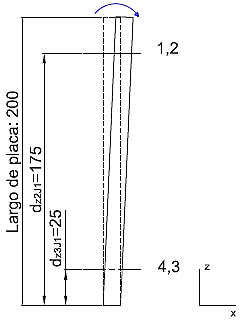 1,2
Largo de placa: 200
dz2J1=175
dz3J1=25
4,3
z
x